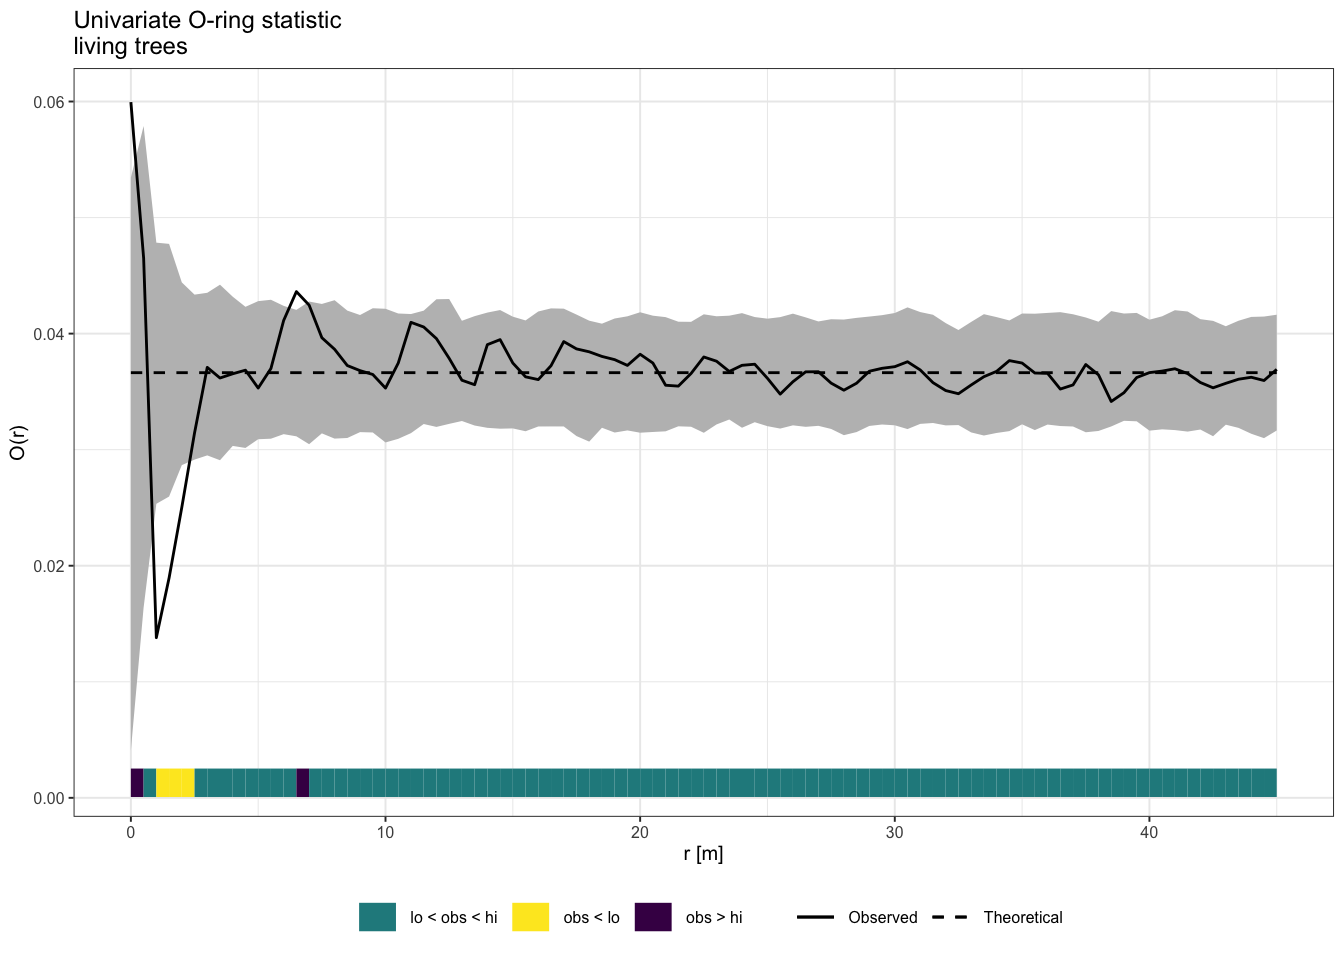 Univariate O-ring statistic
living trees
0.06
0.04
0.02
0.00
O(r)
0 10 20 30 40
r [m]
lo < obs < hi obs < lo obs > hi Observed Theoretical